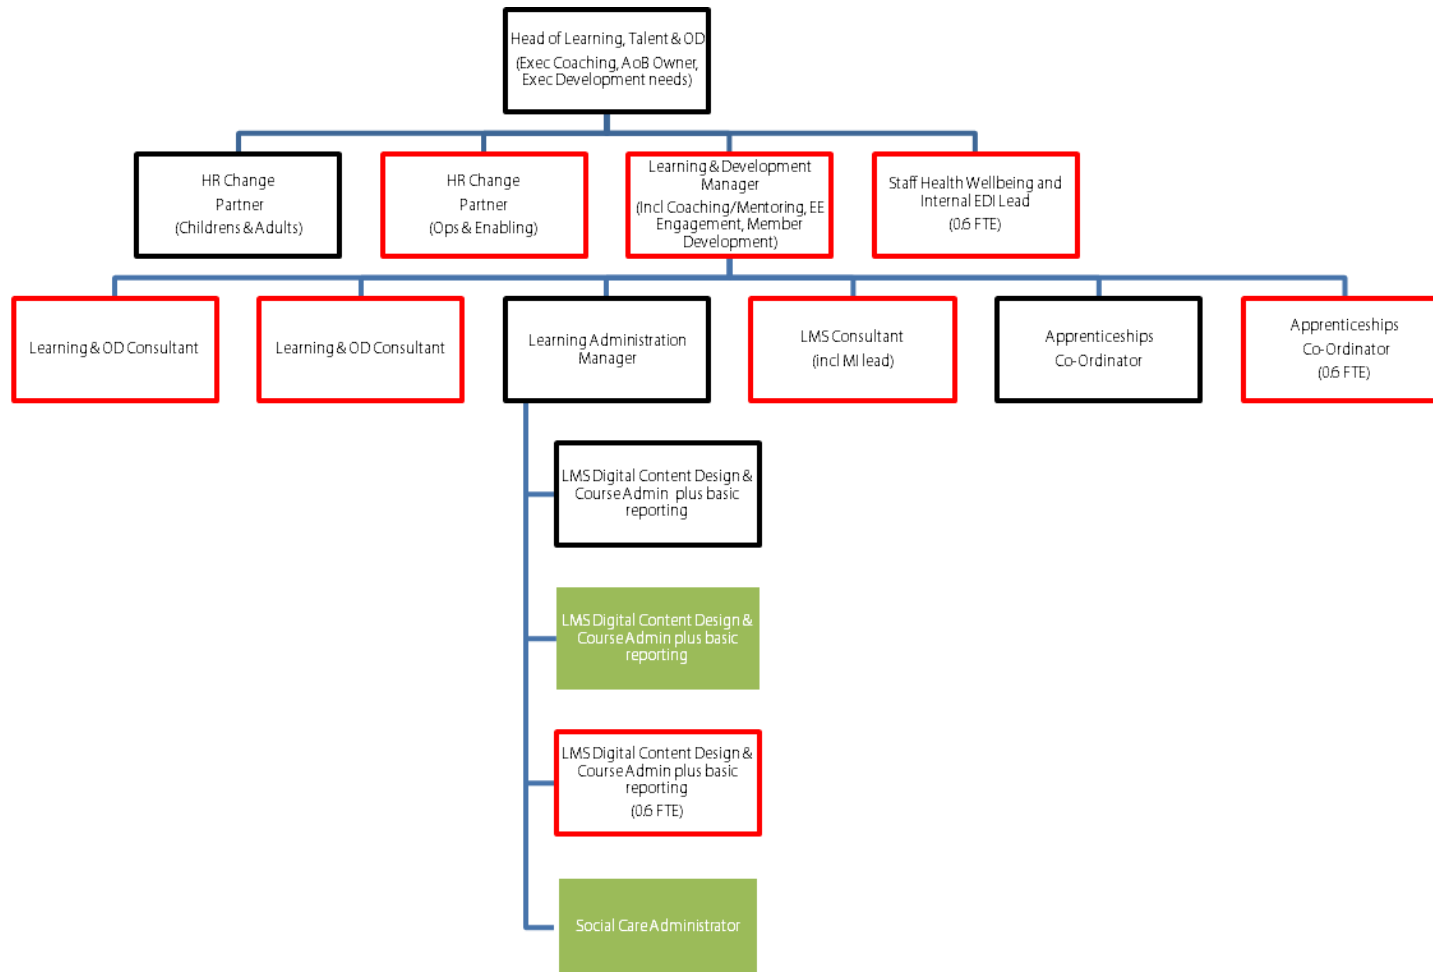 Head of Learning, Talent & OD
(Exec Coaching, AoB Owner,
Exec Development needs)
HR Change
Partner
(Childrens & Adults)
HR Change
Partner
(Ops & Enabling)
Learning & Development
Manager
(Incl Coaching/Mentoring, EE
Engagement, Member
Development)
Staff Health Wellbeing and
Internal EDI Lead
(0.6 FTE)
Learning & OD Consultant
Learning & OD Consultant
Learning Administration
Manager
LMS Consultant
(incl MI lead)
Apprenticeships
Co-Ordinator
Apprenticeships
Co-Ordinator
(0.6 FTE)
LMS Digital Content Design &
Course Admin plus basic
reporting
LMS Digital Content Design &
Course Admin plus basic
reporting
LMS Digital Content Design &
Course Admin plus basic
reporting
(0.6 FTE)
Social Care Administrator